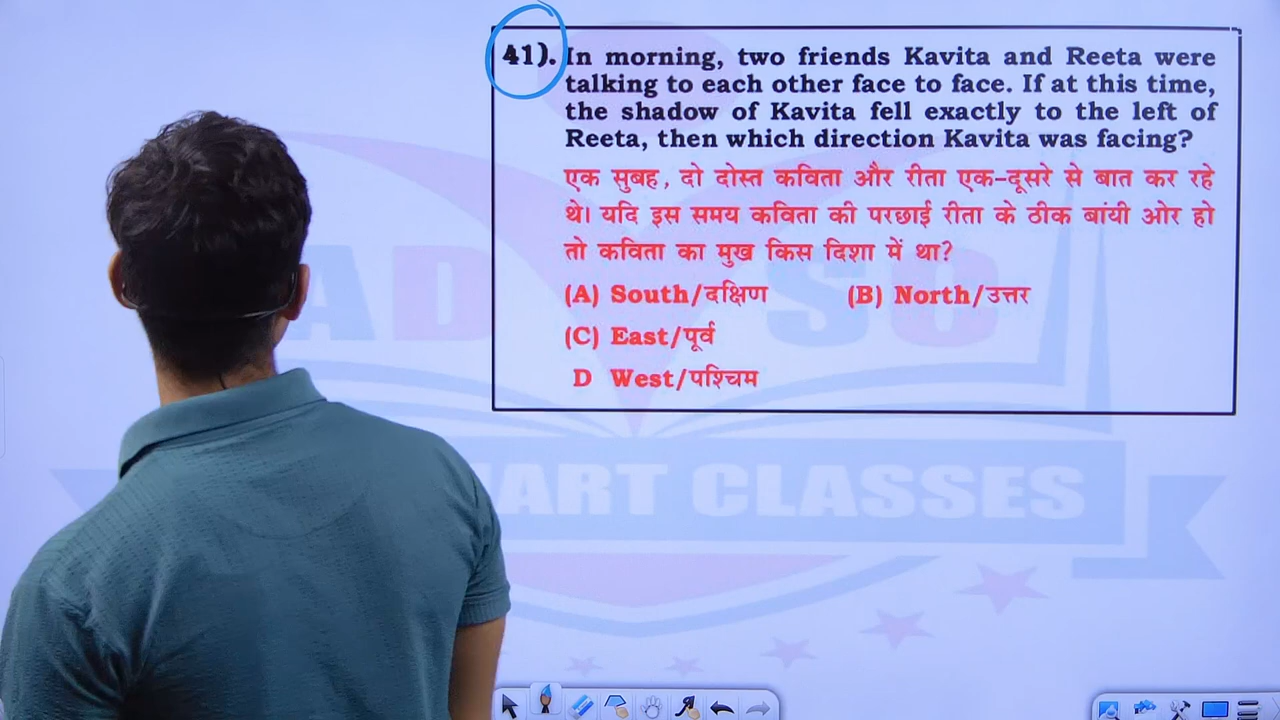 41). In morning, two friends Kavita and Reeta were
talking to each other face to face. If at this time,
the shadow of Kavita fell exactly to the left of
Reeta, then which direction Kavita was facing?
एक सुबह, दो दोस्त कविता और रीता एक-दूसरे से बात कर रहे
थे। यदि इस समय कविता की परछाई रीता के ठीक बांयी ओर हो
तो कविता का मुख किस दिशा में था?
(A) South/दक्षिण (B) North/उत्तर
(C) East/पूर्व
D West/पश्चिम
ART CLASSES